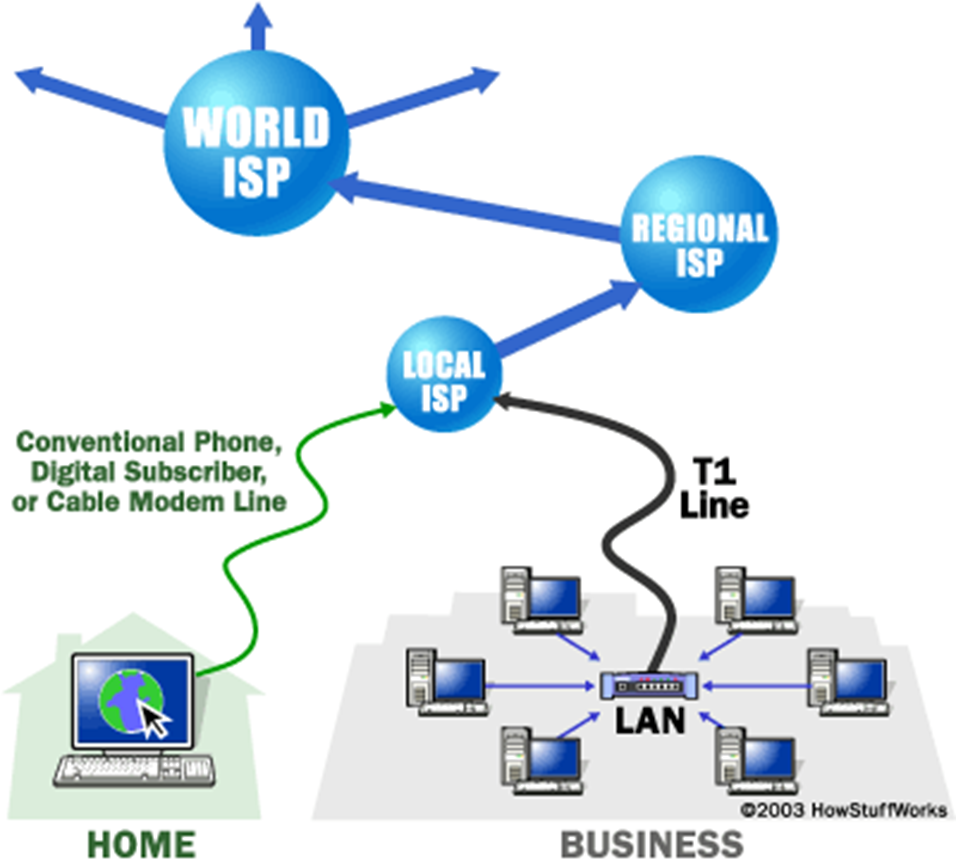 WORLD
ISP
REGIONAL
ISP
LOCAL
ISP
Conventional Phone,
Digital Subscriber,
or Cable Modem Line
T1
Line
LAN
©2003 HowStuffWorks
HOME
BUSINESS